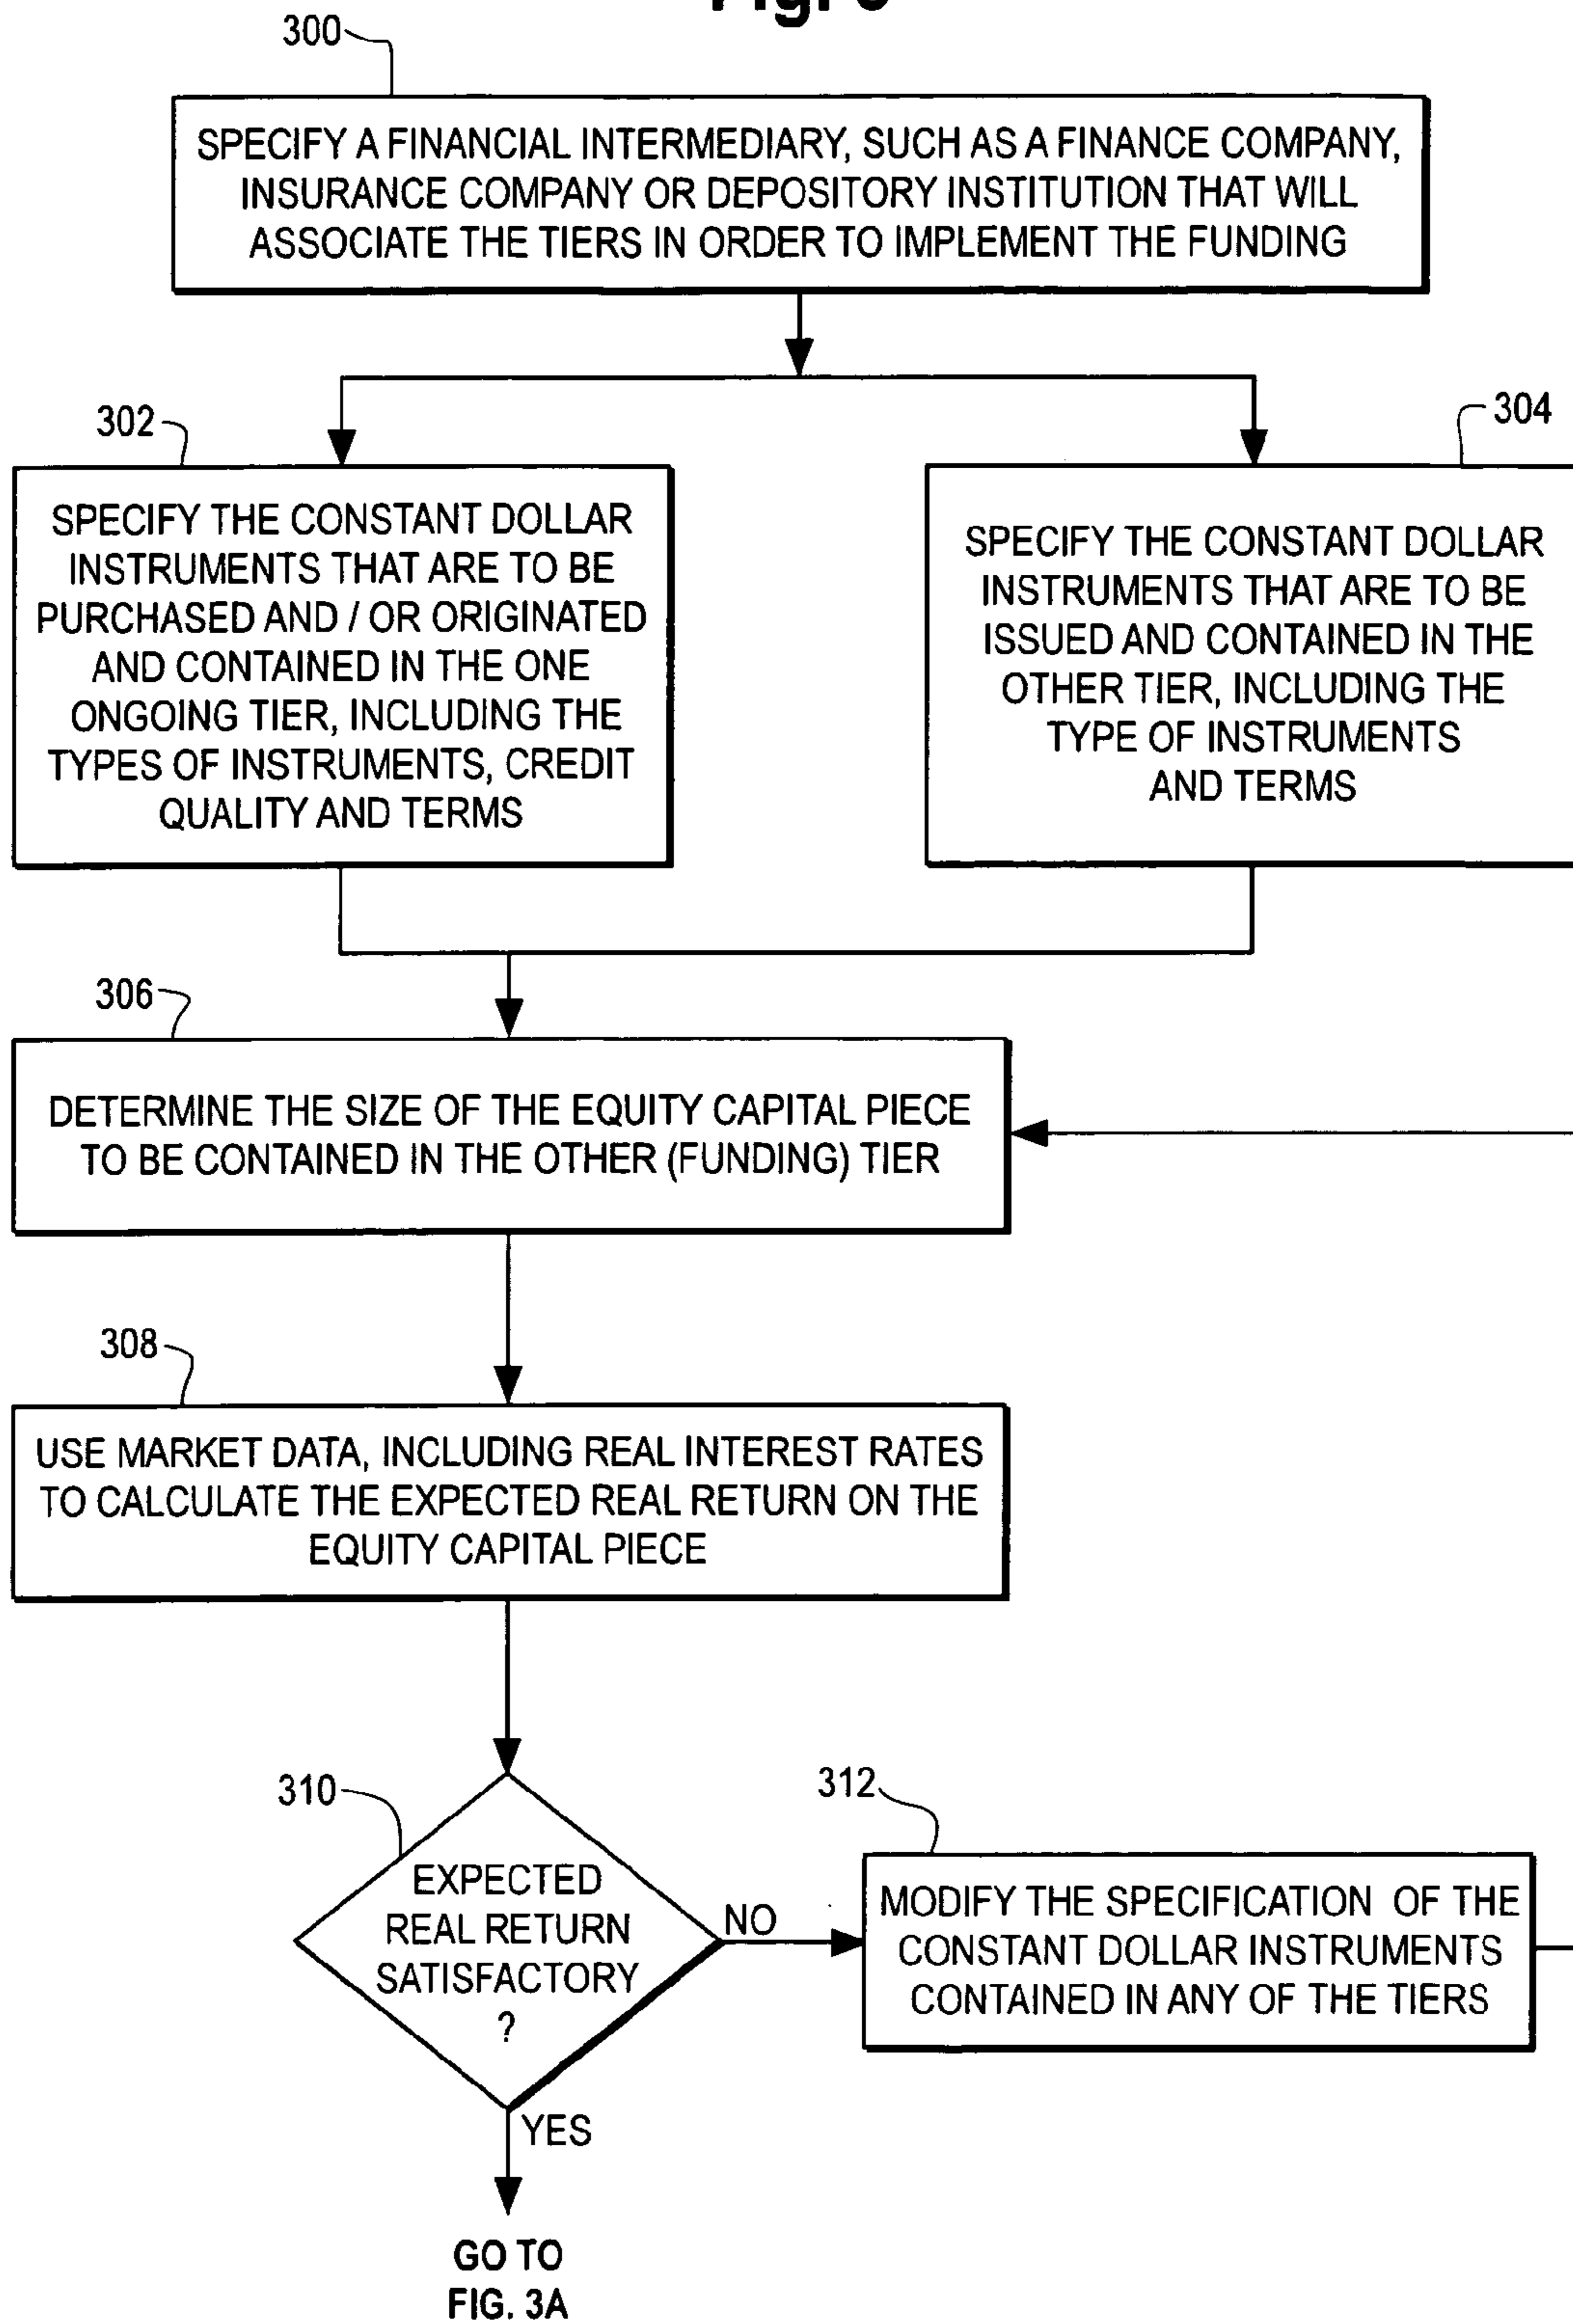 300
SPECIFY A FINANCIAL INTERMEDIARY, SUCH AS A FINANCE COMPANY,
INSURANCE COMPANY OR DEPOSITORY INSTITUTION THAT WILL
ASSOCIATE THE TIERS IN ORDER TO IMPLEMENT THE FUNDING
302
SPECIFY THE CONSTANT DOLLAR
INSTRUMENTS THAT ARE TO BE
PURCHASED AND / OR ORIGINATED
AND CONTAINED IN THE ONE
ONGOING TIER, INCLUDING THE
TYPES OF INSTRUMENTS, CREDIT
QUALITY AND TERMS
304
SPECIFY THE CONSTANT DOLLAR
INSTRUMENTS THAT ARE TO BE
ISSUED AND CONTAINED IN THE
OTHER TIER, INCLUDING THE
TYPE OF INSTRUMENTS
AND TERMS
306
DETERMINE THE SIZE OF THE EQUITY CAPITAL PIECE
TO BE CONTAINED IN THE OTHER (FUNDING) TIER
308
USE MARKET DATA, INCLUDING REAL INTEREST RATES
TO CALCULATE THE EXPECTED REAL RETURN ON THE
EQUITY CAPITAL PIECE
310
EXPECTED
REAL RETURN
SATISFACTORY
?
NO
312
MODIFY THE SPECIFICATION OF THE
CONSTANT DOLLAR INSTRUMENTS
CONTAINED IN ANY OF THE TIERS
YES
GO TO
FIG. 3A